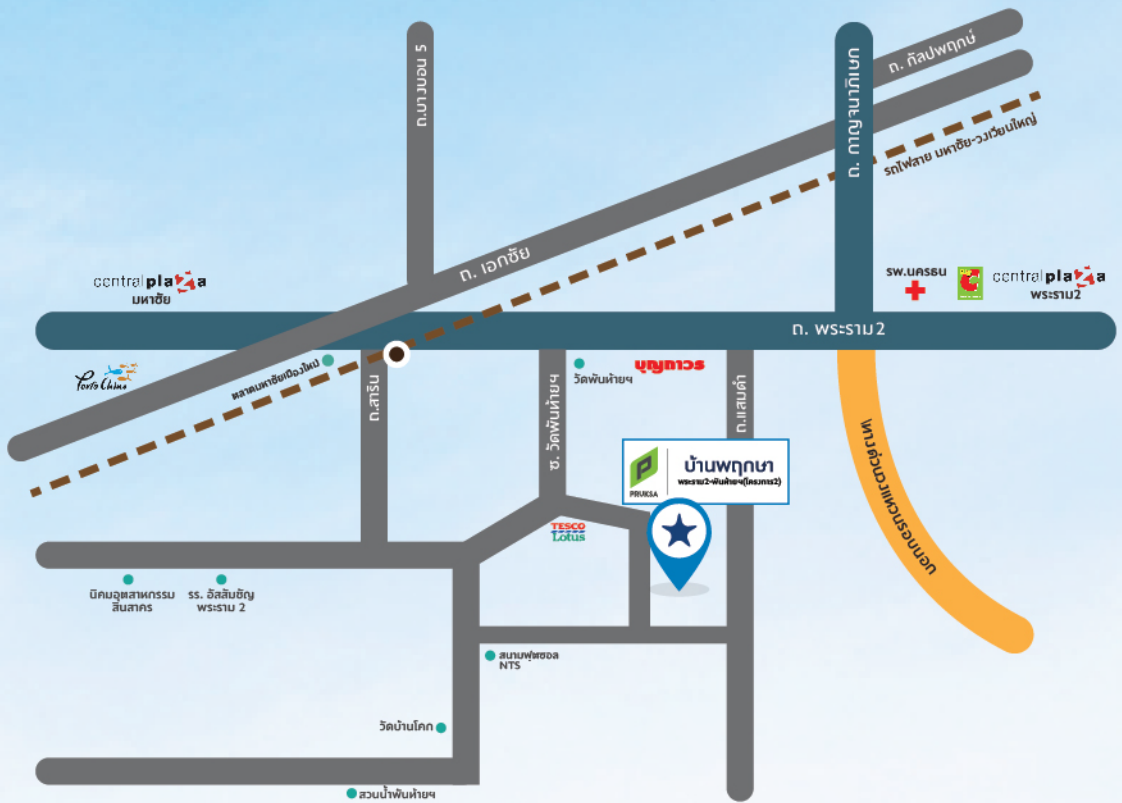 ถ.บางบอน 5
ถ. กาญจนาภิเษก
ถ. กัลปพฤกษ์
รถไฟสาย มหาชัย-วงเวียนใหญ่
ถ. เอกชัย
centralplaza
มหาชัย
รพ.นครธน
centralplaza
พระราม2
ถ. พระราม2
Porto Chino
ตลาดมหาชัยเมืองใหม่
ถ.สาริน
ซ. วัดพันท้ายฯ
วัดพันท้ายฯ
บุญถาวร
ถ.แสมดำ
ทางด่วนวงแหวนรอบนอก
PRUKSA
บ้านพฤกษา
พระราม2-พันท้ายฯ(โครงการ2)
TESCO
Lotus
นิคมอุตสาหกรรม
สินสาคร
รร. อัสสัมชัญ
พระราม 2
สนามฟุตซอล
NTS
วัดบ้านโคก
สวนน้ำพันท้ายฯ